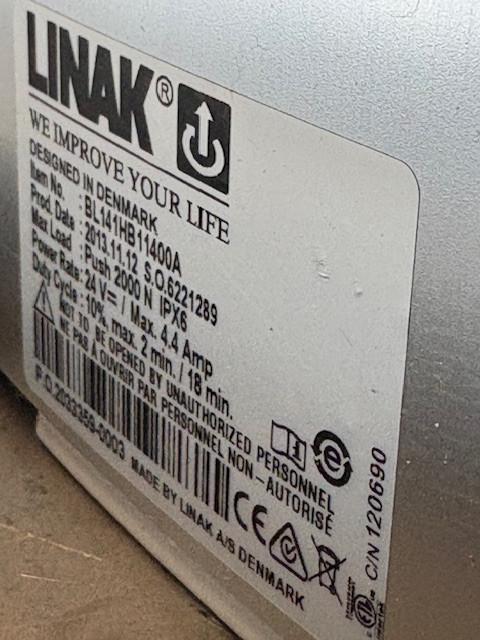 LINAK®
WE IMPROVE YOUR LIFE
DESIGNED IN DENMARK
Item No. : BL141HB11400A
Prod. Date : 2013.11.12 S.O.6221289
Max Load : Push 2000 N IPX6
Power Rate: 24 V⎓ / Max. 4,4 Amp
Duty Cycle : 10%, max. 2 min. / 18 min.
NOT TO BE OPENED BY UNAUTHORIZED PERSONNEL
NE PAS À OUVRIR PAR PERSONNEL NON-AUTORISÉ
P.O.2033359-0003
MADE BY LINAK A/S DENMARK
CE
C/N 120690